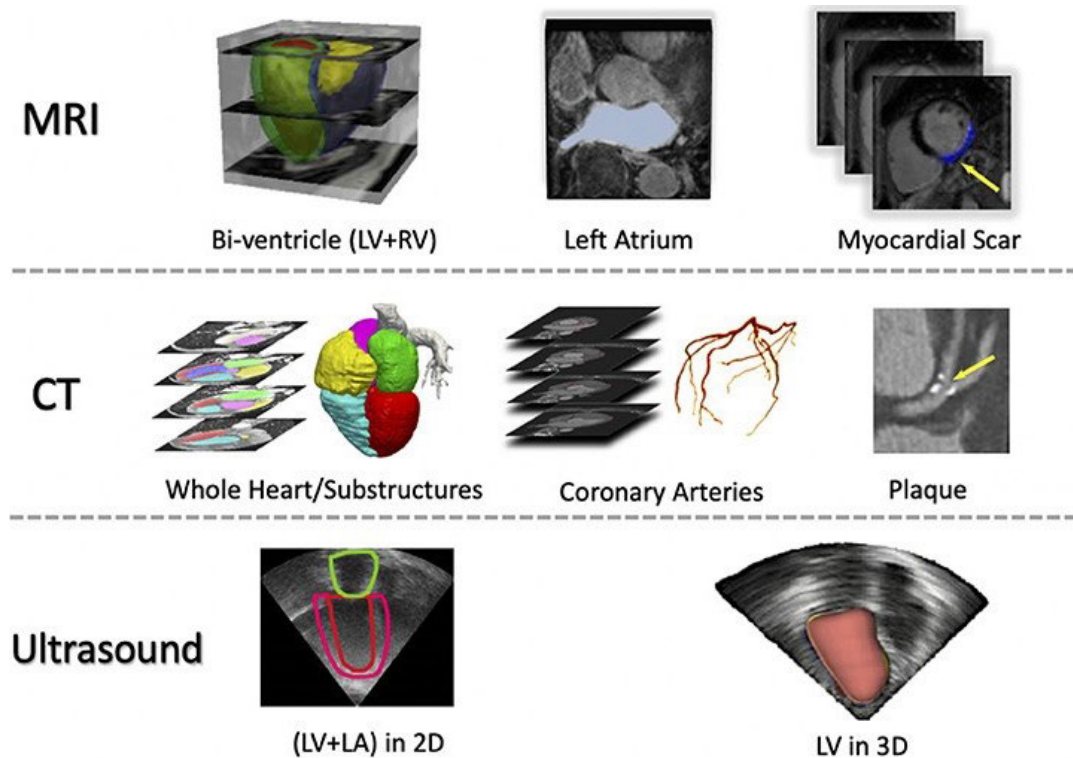 MRI
Bi-ventricle (LV+RV)
Left Atrium
Myocardial Scar
CT
Whole Heart/Substructures
Coronary Arteries
Plaque
Ultrasound
(LV+LA) in 2D
LV in 3D